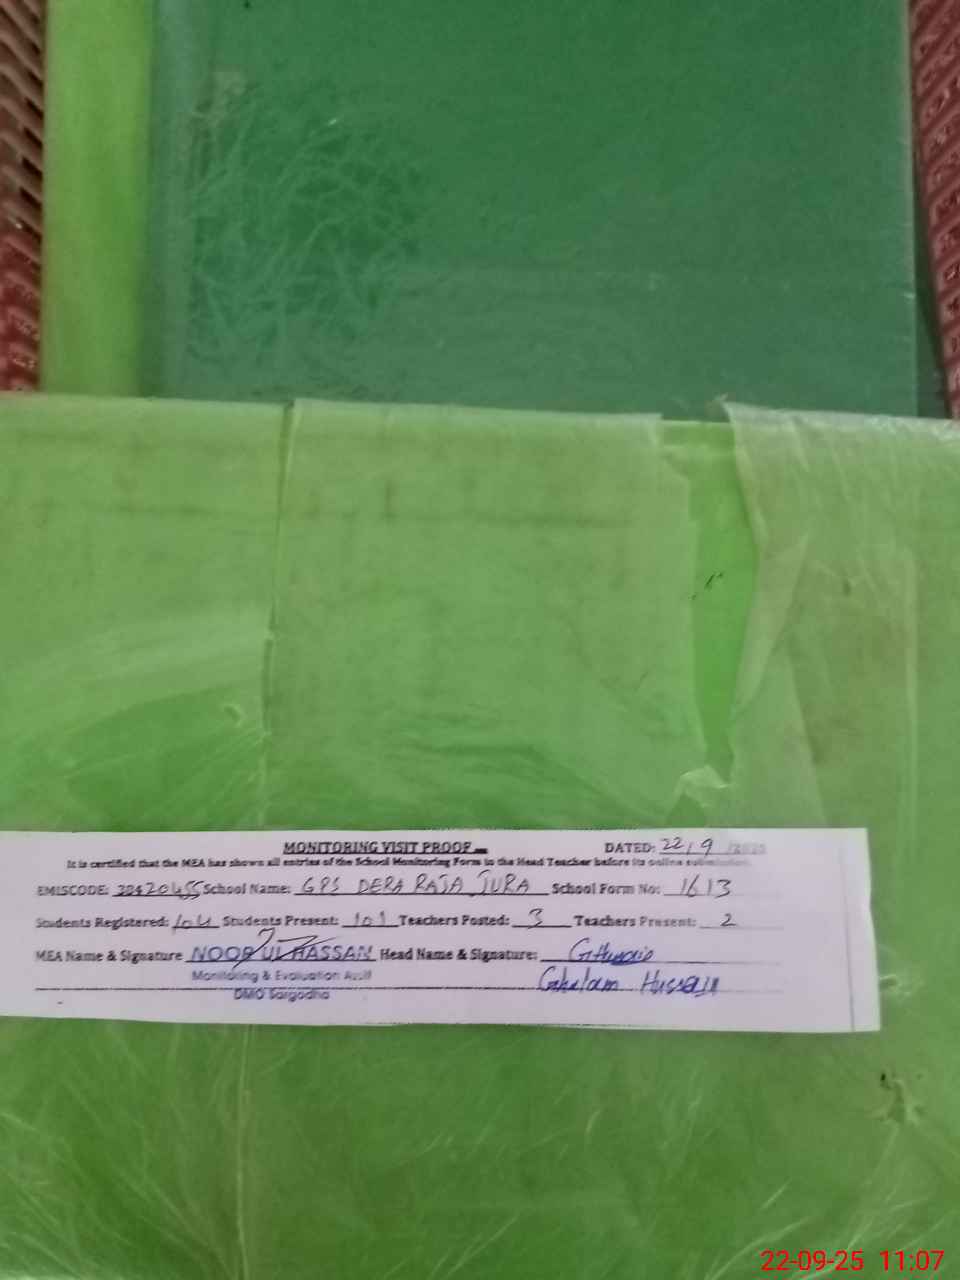 MONITORING VISIT PROOF
DATED: 22/9/2025
It is certified that the MEA has shown all entries of the School Monitoring Form to the Head Teacher before its online submission.
EMISCODE: 38420455 School Name: GPS DERA RAJA JURA School Form No: 1613
Students Registered: 104 Students Present: 101 Teachers Posted: 3 Teachers Present: 2
MEA Name & Signature NOOR UL HASSAN Head Name & Signature: G.Hussain
Monitoring & Evaluation Asstt Ghulam Hussain
DMO Sargodha
22-09-25 11:07